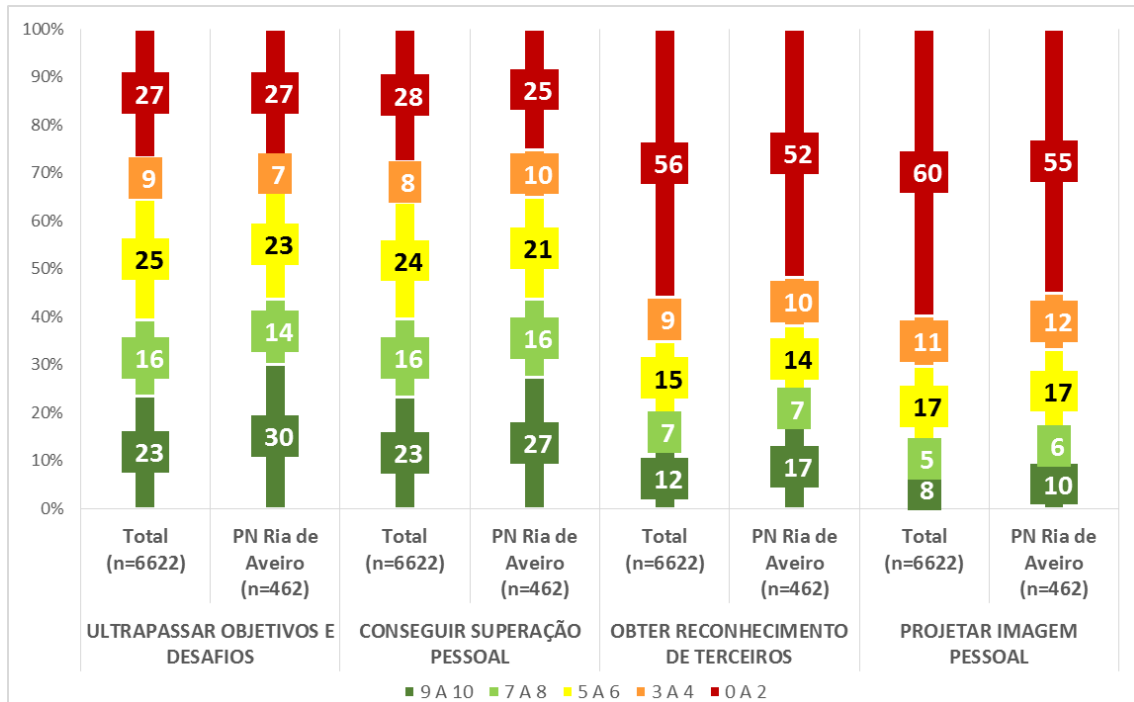 100%
90%
80%
70%
60%
50%
40%
30%
20%
10%
0%
27 27 28 25 56 52 60 55
9 7 8 10 9 10 11 12
25 23 24 21 15 14 17 17
16 14 16 16 7 7 5 6
23 30 23 27 12 17 8 10
Total PN Ria de Total PN Ria de Total PN Ria de Total PN Ria de
(n=6622) Aveiro (n=6622) Aveiro (n=6622) Aveiro (n=6622) Aveiro
(n=462) (n=462) (n=462) (n=462)
ULTRAPASSAR OBJETIVOS E CONSEGUIR SUPERAÇÃO OBTER RECONHECIMENTO PROJETAR IMAGEM
DESAFIOS PESSOAL DE TERCEIROS PESSOAL
9 A 10 7 A 8 5 A 6 3 A 4 0 A 2